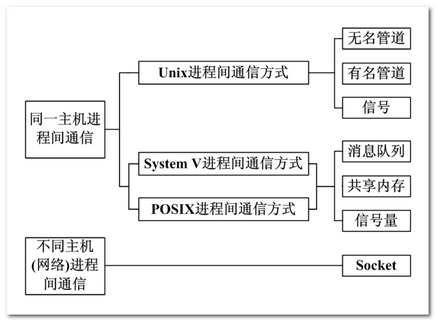 无名管道
Unix进程间通信方式
有名管道
信号
同一主机进
程间通信
消息队列
System V进程间通信方式
共享内存
POSIX进程间通信方式
信号量
不同主机
(网络)进程
间通信
Socket